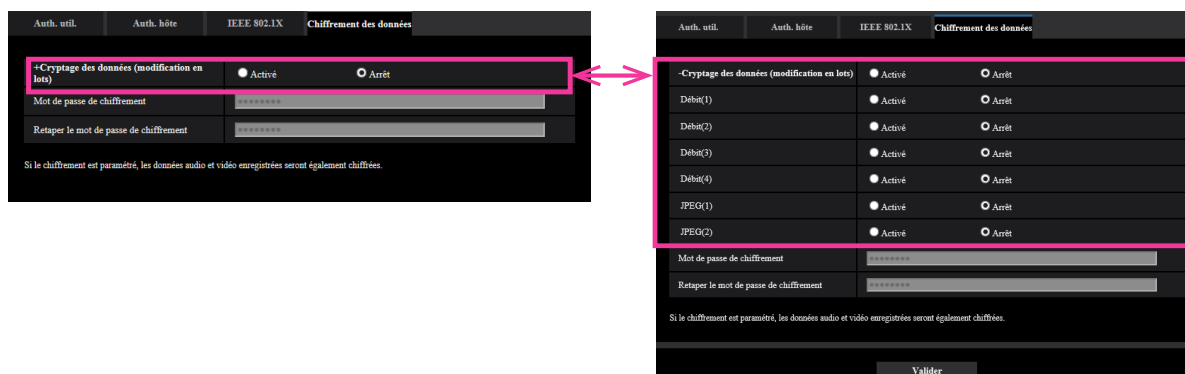 Auth. util. Auth. hôte IEEE 802.1X Chiffrement des données
+Cryptage des données (modification en
lots) Activé Arrêt
Mot de passe de chiffrement
Retaper le mot de passe de chiffrement
Si le chiffrement est paramétré, les données audio et vidéo enregistrées seront également chiffrées.
Auth. util. Auth. hôte IEEE 802.1X Chiffrement des données
-Cryptage des données (modification en lots) Activé Arrêt
Débit(1) Activé Arrêt
Débit(2) Activé Arrêt
Débit(3) Activé Arrêt
Débit(4) Activé Arrêt
JPEG(1) Activé Arrêt
JPEG(2) Activé Arrêt
Mot de passe de chiffrement
Retaper le mot de passe de chiffrement
Si le chiffrement est paramétré, les données audio et vidéo enregistrées seront également chiffrées.
Valider